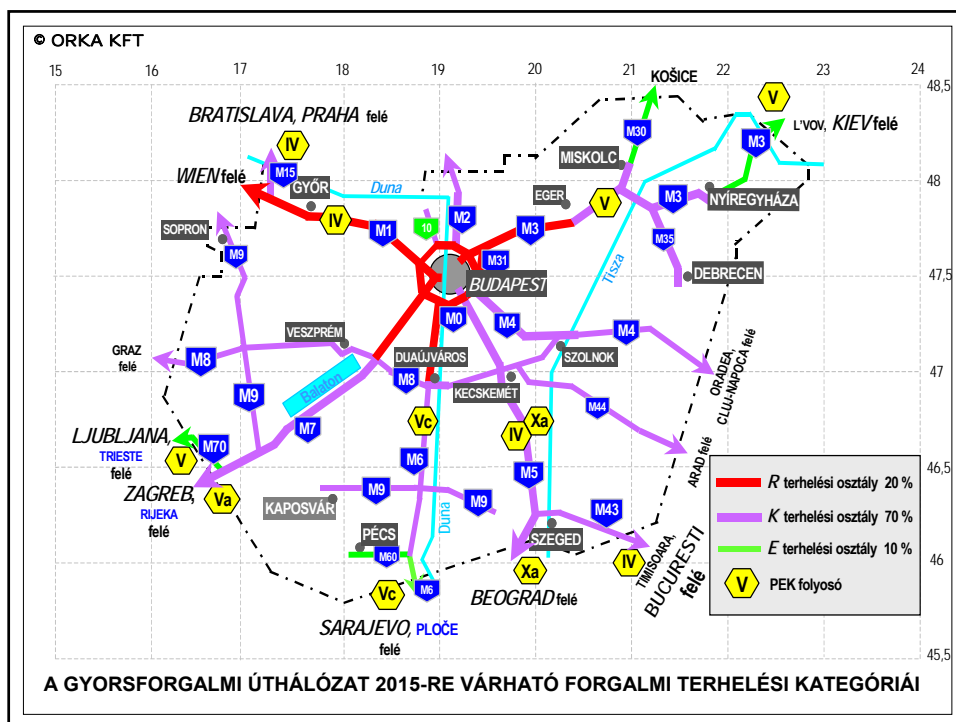 © ORKA KFT
15 16 17 18 19 20 21 22 23 24
48,5
KOŠICE
V
BRATISLAVA, PRAHA felé
IV
M30
L'VOV, KIEV felé
M3
MISKOLC
WIEN felé
M15
GYŐR
Duna
48
EGER
V
M3
NYÍREGYHÁZA
IV
M1
10
M2
M3
SOPRON
M9
M35
M31
Tisza
DEBRECEN
47,5
BUDAPEST
M0
VESZPRÉM
M4
M4
GRAZ
felé
M8
DUAÚJVÁROS
SZOLNOK
M8
KECSKEMÉT
47
ORADEA,
CLUJ-NAPOCA felé
Balaton
M9
M44
M7
Vc
Xa
IV
LJUBLJANA,
TRIESTE
felé
V
M70
M6
M5
ARAD felé
46,5
ZAGREB,
RIJEKA
felé
Va
M9
M9
KAPOSVÁR
Duna
M43
R terhelési osztály 20 %
K terhelési osztály 70 %
E terhelési osztály 10 %
V PEK folyosó
PÉCS
SZEGED
M60
46
Xa
IV
TIMISOARA,
BUCURESTI
felé
Vc
M6
BEOGRAD felé
SARAJEVO, PLOČE
felé
45,5
A GYORSFORGALMI ÚTHÁLÓZAT 2015-RE VÁRHATÓ FORGALMI TERHELÉSI KATEGÓRIÁI